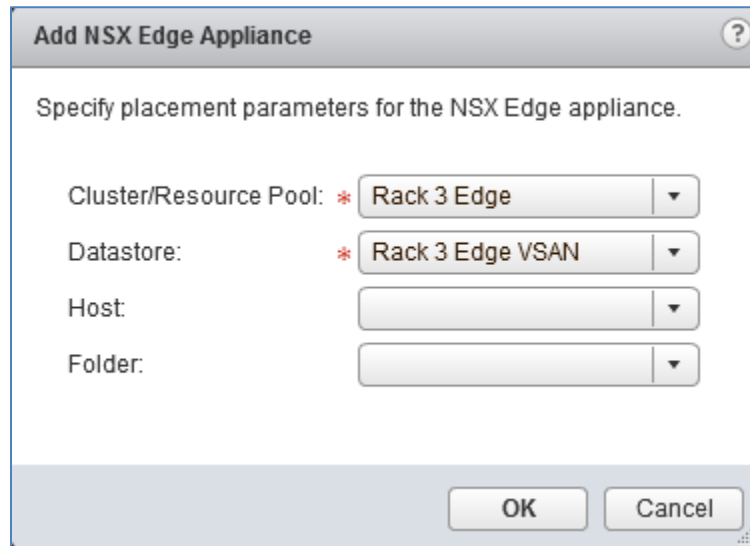 Add NSX Edge Appliance ?
Specify placement parameters for the NSX Edge appliance.
Cluster/Resource Pool: * Rack 3 Edge
Datastore: * Rack 3 Edge VSAN
Host:
Folder:
OK Cancel